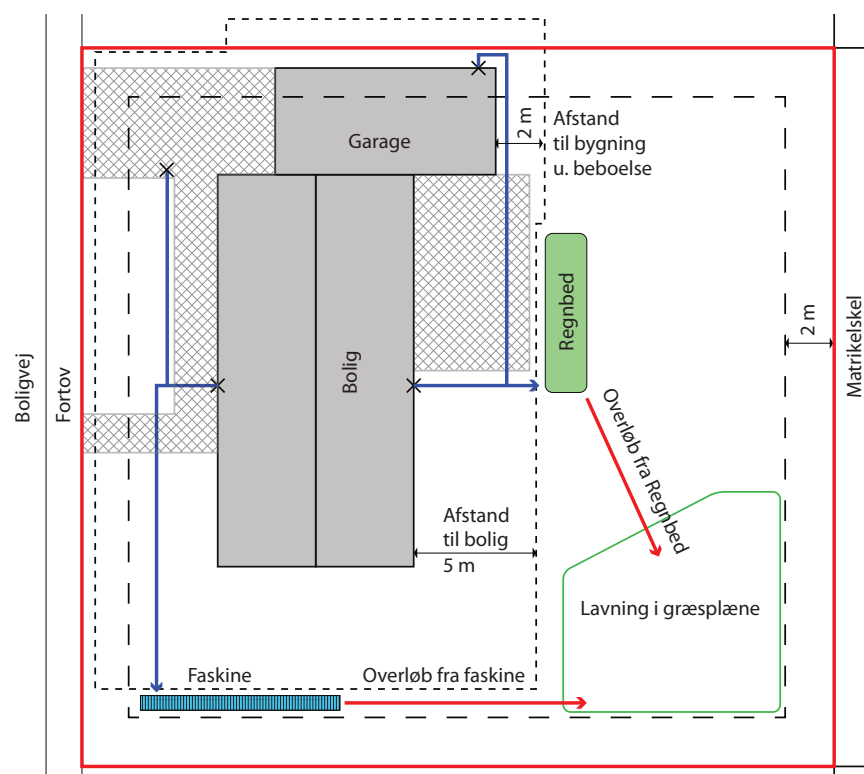 Garage
2 m
Afstand
til bygning
u. beboelse
Regnbed
Bolig
2 m
Boligvej
Fortov
Matrikelskel
Overløb fra Regnbed
Afstand
til bolig
5 m
Lavning i græsplæne
Faskine
Overløb fra faskine